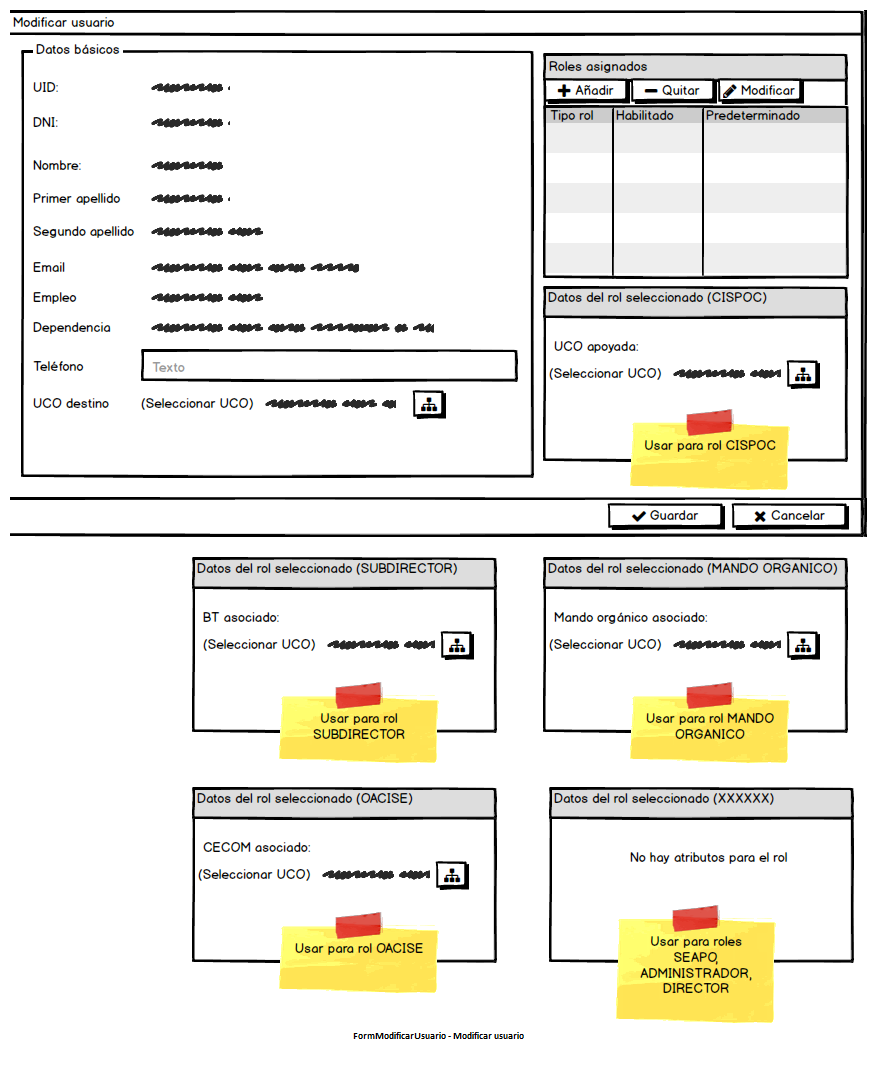 Modificar usuario
Datos básicos
UID:
DNI:
Nombre:
Primer apellido
Segundo apellido
Email
Empleo
Dependencia
Teléfono Texto
UCO destino (Seleccionar UCO)
Roles asignados
Añadir Quitar Modificar
Tipo rol Habilitado Predeterminado
Datos del rol seleccionado (CISPOC)
UCO apoyada:
(Seleccionar UCO)
Usar para rol CISPOC
Guardar Cancelar
Datos del rol seleccionado (SUBDIRECTOR)
BT asociado:
(Seleccionar UCO)
Usar para rol
SUBDIRECTOR
Datos del rol seleccionado (MANDO ORGANICO)
Mando orgánico asociado:
(Seleccionar UCO)
Usar para rol MANDO
ORGANICO
Datos del rol seleccionado (OACISE)
CECOM asociado:
(Seleccionar UCO)
Usar para rol OACISE
Datos del rol seleccionado (XXXXXX)
No hay atributos para el rol
Usar para roles
SEAPO,
ADMINISTRADOR,
DIRECTOR
FormModificarUsuario - Modificar usuario